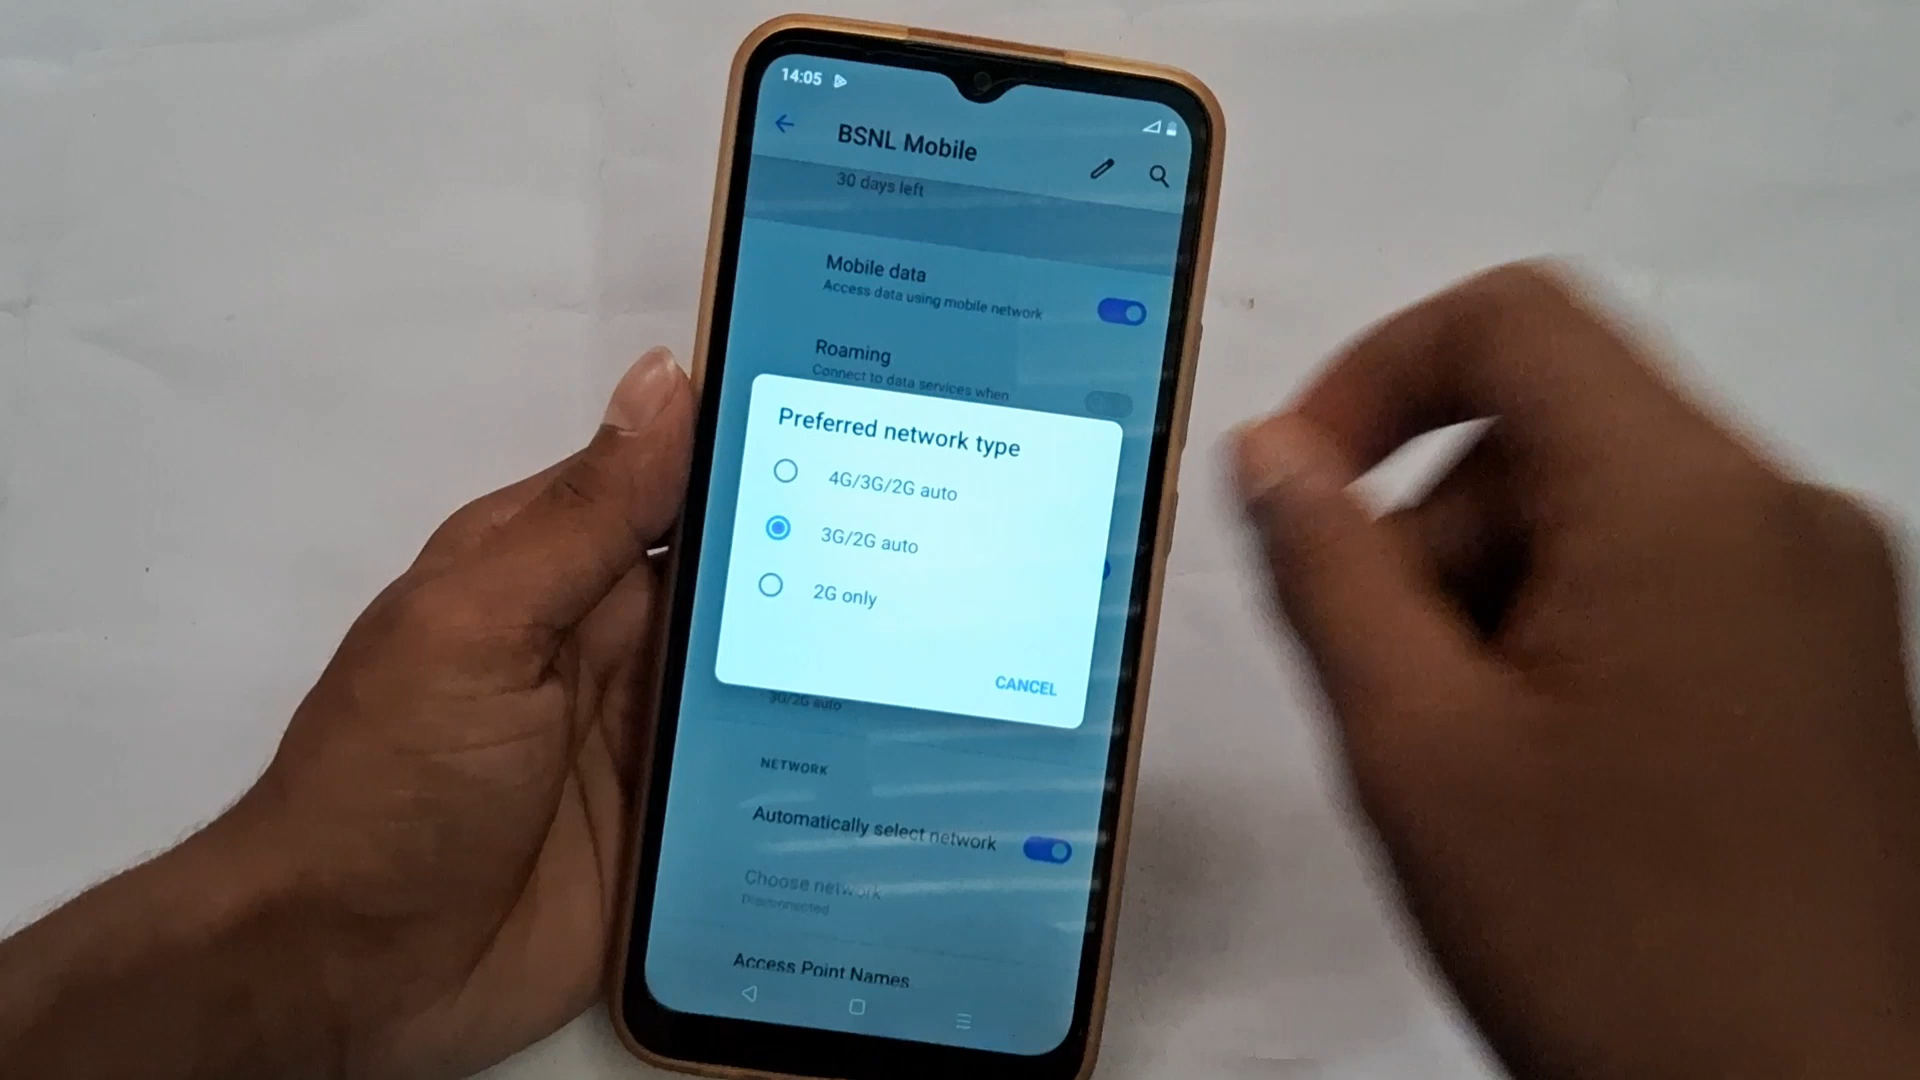 14:05
BSNL Mobile
30 days left
Mobile data
Access data using mobile network
Roaming
Connect to data services when
Preferred network type
4G/3G/2G auto
3G/2G auto
2G only
CANCEL
3G/2G auto
NETWORK
Automatically select network
Choose network
Disconnected
Access Point Names